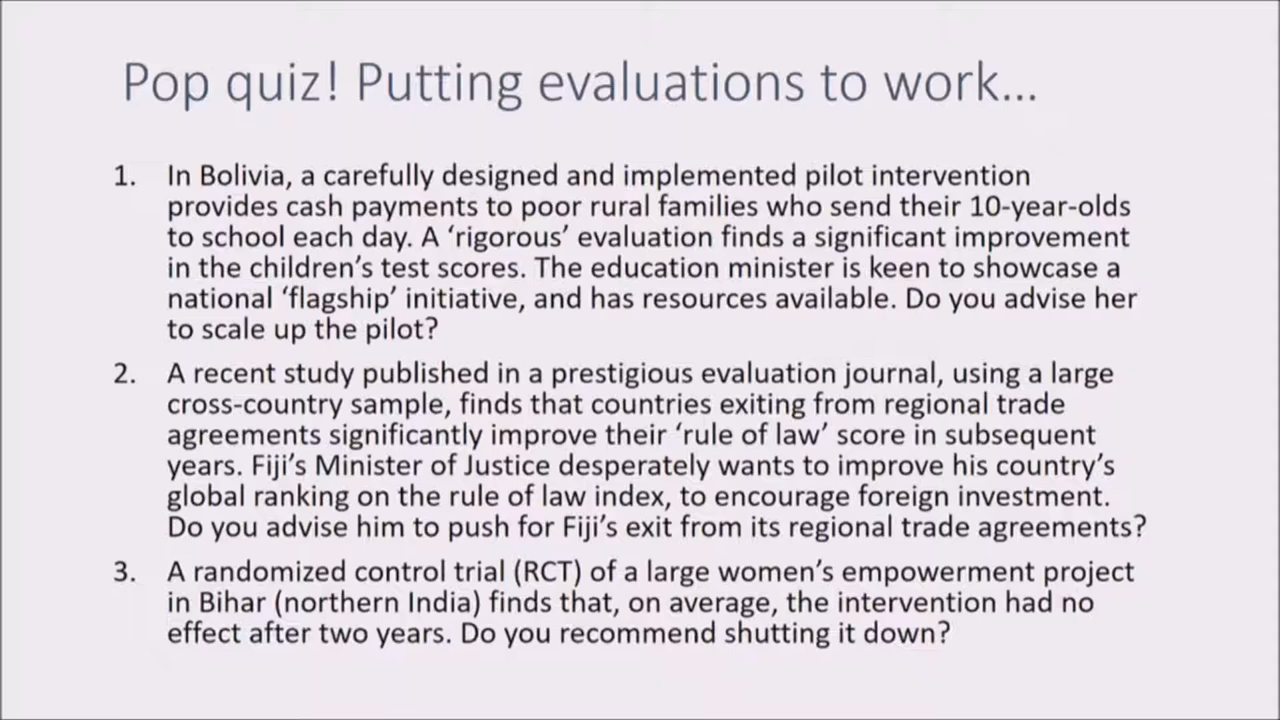 Pop quiz! Putting evaluations to work...
1. In Bolivia, a carefully designed and implemented pilot intervention
provides cash payments to poor rural families who send their 10-year-olds
to school each day. A ‘rigorous’ evaluation finds a significant improvement
in the children’s test scores. The education minister is keen to showcase a
national ‘flagship’ initiative, and has resources available. Do you advise her
to scale up the pilot?
2. A recent study published in a prestigious evaluation journal, using a large
cross-country sample, finds that countries exiting from regional trade
agreements significantly improve their ‘rule of law’ score in subsequent
years. Fiji’s Minister of Justice desperately wants to improve his country’s
global ranking on the rule of law index, to encourage foreign investment.
Do you advise him to push for Fiji’s exit from its regional trade agreements?
3. A randomized control trial (RCT) of a large women’s empowerment project
in Bihar (northern India) finds that, on average, the intervention had no
effect after two years. Do you recommend shutting it down?